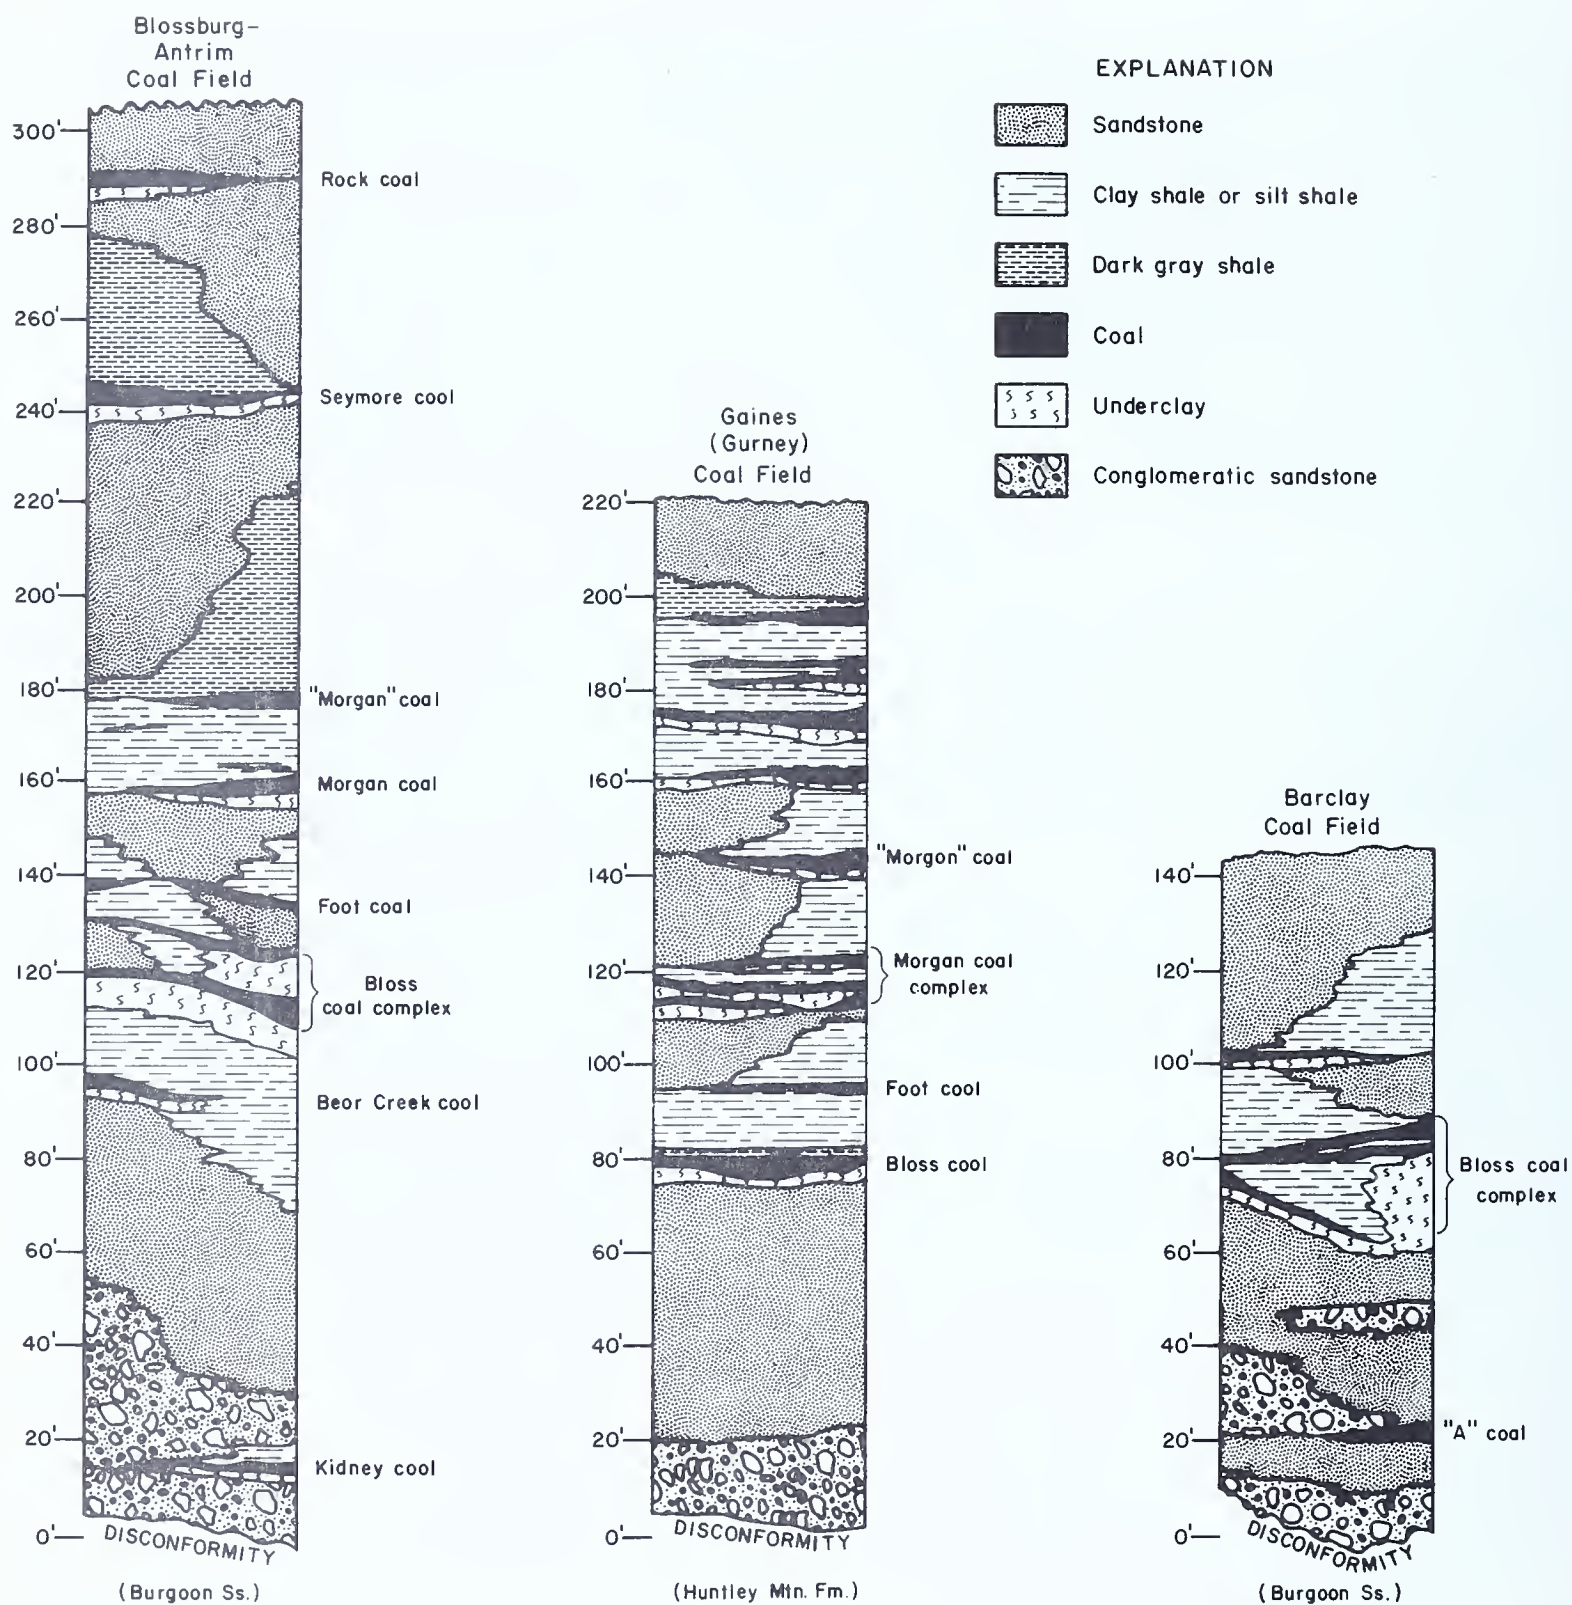 Blossburg-
Antrim
Coal Field
300'
280'
260'
240'
220'
200'
180'
160'
140'
120'
100'
80'
60'
40'
20'
0'
Rock coal
Seymore cool
"Morgan" coal
Morgan coal
Foot coal
Bloss
coal complex
Bear Creek cool
Kidney cool
DISCONFORMITY
(Burgoon Ss.)
Gaines
(Gurney)
Coal Field
220'
200'
180'
160'
140'
120'
100'
80'
60'
40'
20'
0'
"Morgon" coal
Morgan coal
complex
Foot cool
Bloss cool
DISCONFORMITY
(Huntley Mtn. Fm.)
EXPLANATION
Sandstone
Clay shale or silt shale
Dark gray shale
Coal
Underclay
Conglomeratic sandstone
Barclay
Coal Field
140'
120'
100'
80'
60'
40'
20'
0'
Bloss coal
complex
"A" coal
DISCONFORMITY
(Burgoon Ss.)